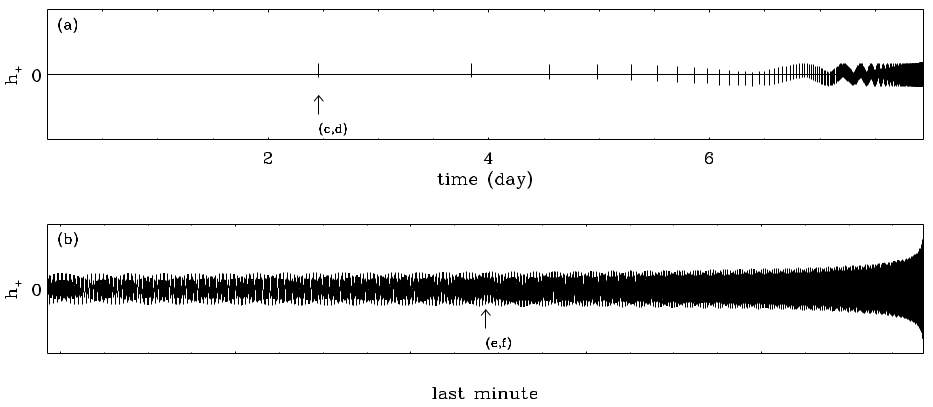 (a)
h+ 0
(c,d)
2 4 6
time (day)
(b)
h+ 0
(e,f)
last minute